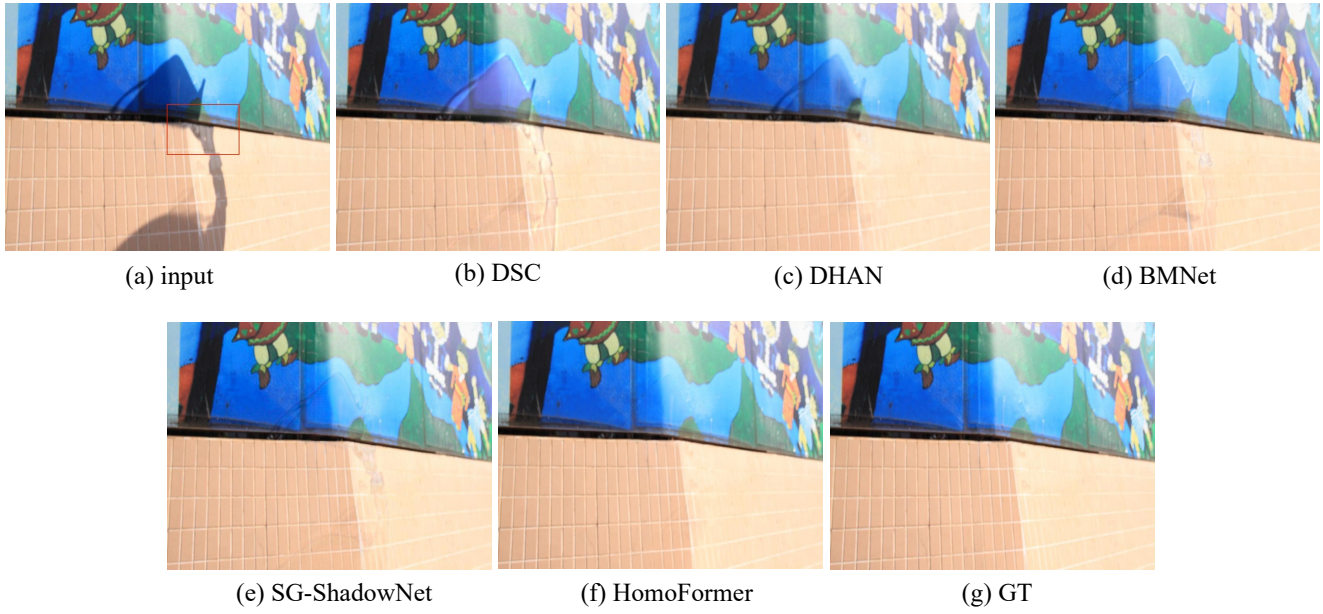 (a) input
(b) DSC
(c) DHAN
(d) BMNet
(e) SG-ShadowNet
(f) HomoFormer
(g) GT